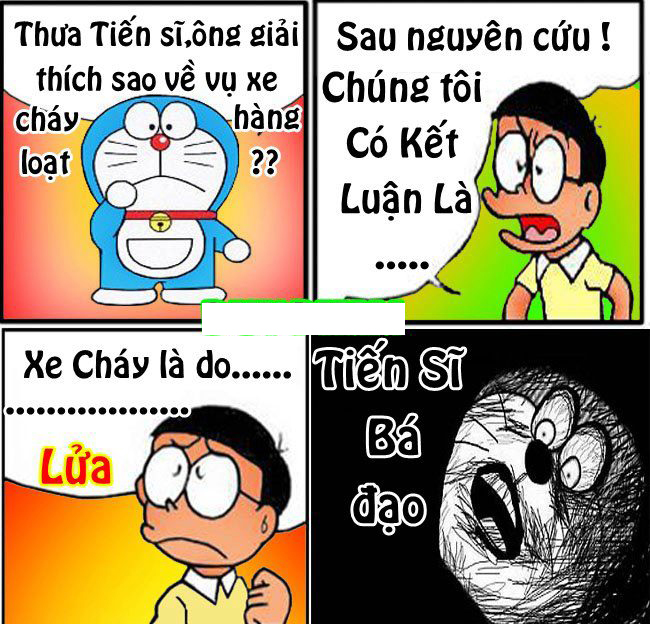 Thưa Tiến sĩ,ông giải
thích sao về vụ xe
cháy hàng
loạt ??
Sau nguyên cứu !
Chúng tôi
Có Kết
Luận Là
.....
Xe Cháy là do......
..................
Lửa
Tiến Sĩ
Bá
đạo